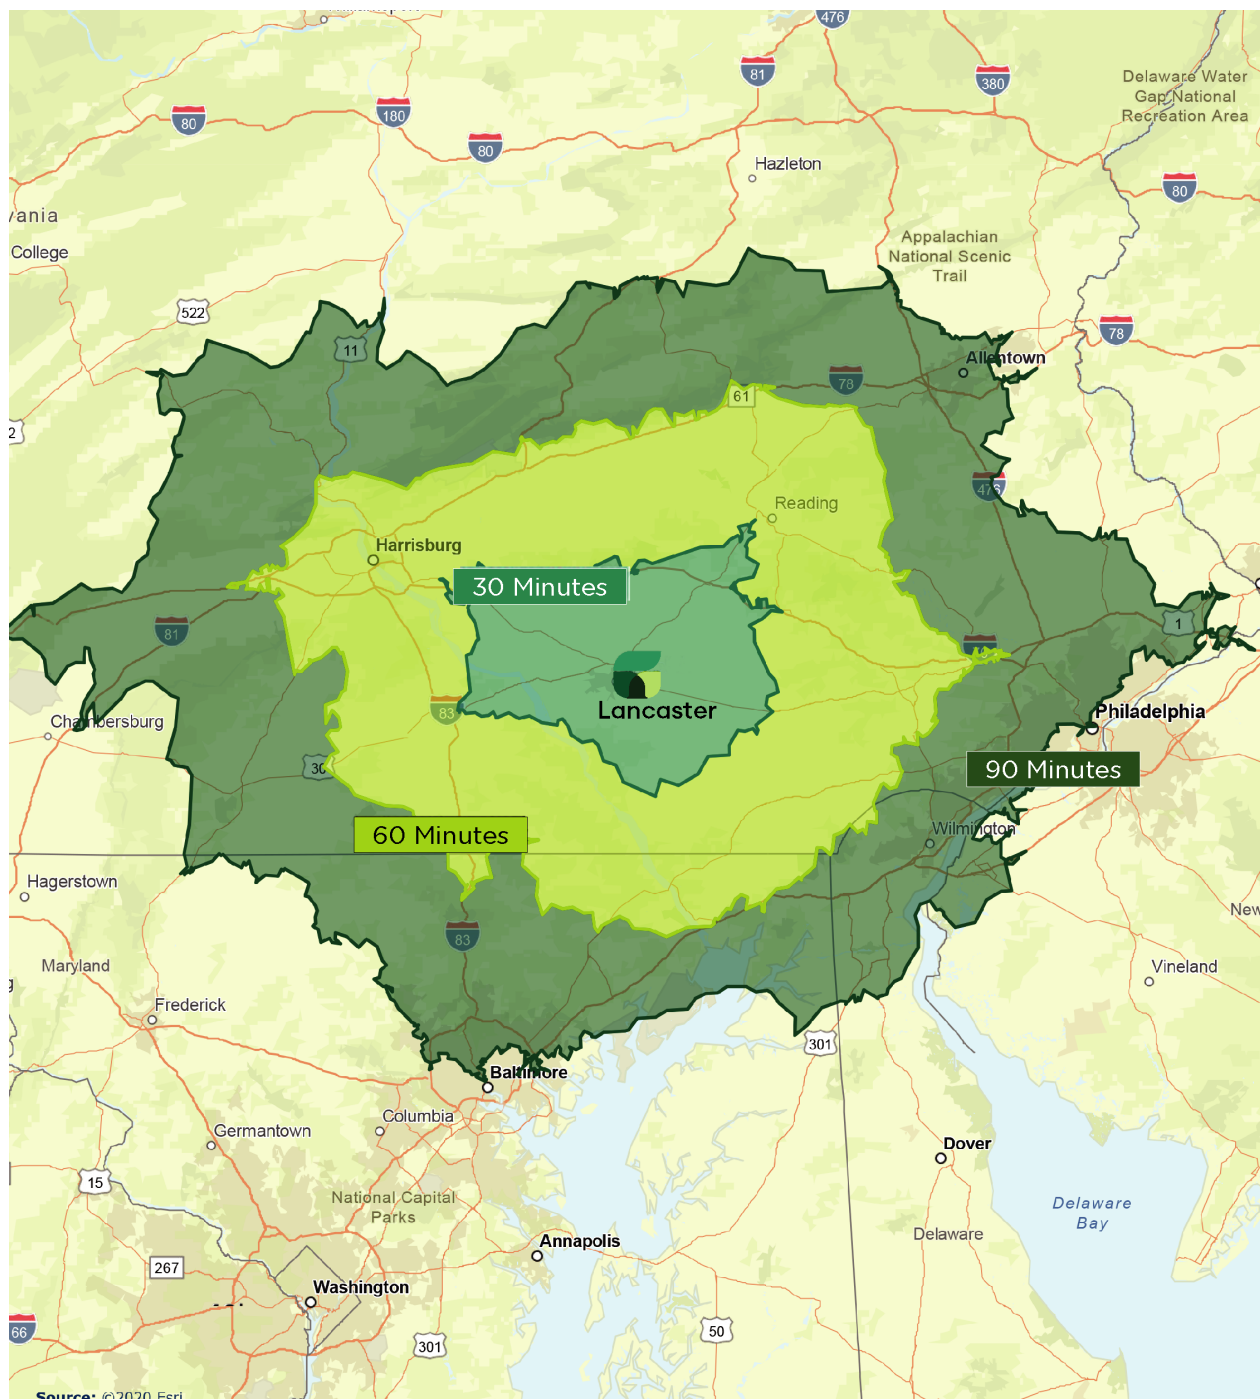 476
81
380
Delaware Water
Gap National
Recreation Area
80
180
80
Hazleton
80
vania
College
Appalachian
National Scenic
Trail
522
78
11
Allentown
78
61
2
476
Reading
Harrisburg
30 Minutes
81
1
Lancaster
83
Chambersburg
Philadelphia
30
90 Minutes
60 Minutes
Wilmington
Hagerstown
New
83
Maryland
Vineland
Frederick
301
Baltimore
Columbia
Germantown
Dover
15
National Capital
Parks
Delaware
Bay
Annapolis
Delaware
267
Washington
66
301
50
Source: ©2020 Esri